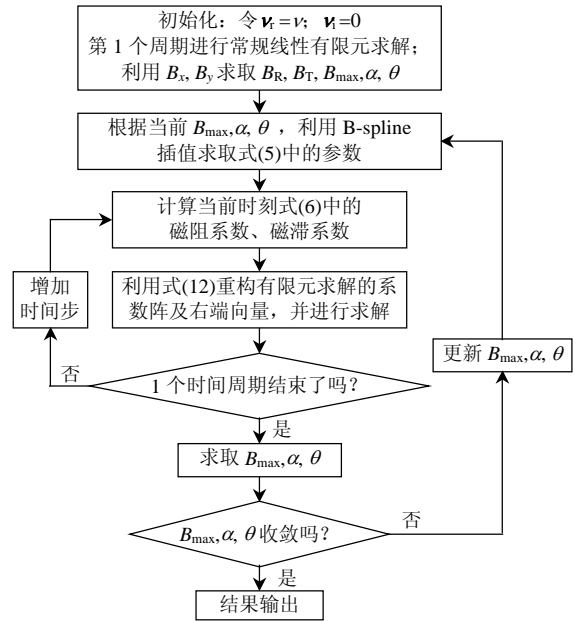 初始化：令 νr = ν； νi=0
第 1 个周期进行常规线性有限元求解；
利用 Bx, By 求取 BR, BT, Bmax,α, θ
根据当前 Bmax,α, θ ，利用 B-spline
插值求取式(5)中的参数
计算当前时刻式(6)中的
磁阻系数、磁滞系数
增加
时间步
利用式(12)重构有限元求解的系
数阵及右端向量，并进行求解
更新 Bmax,α, θ
否
1 个时间周期结束了吗？
是
求取 Bmax,α, θ
Bmax,α, θ 收敛吗？
否
是
结果输出